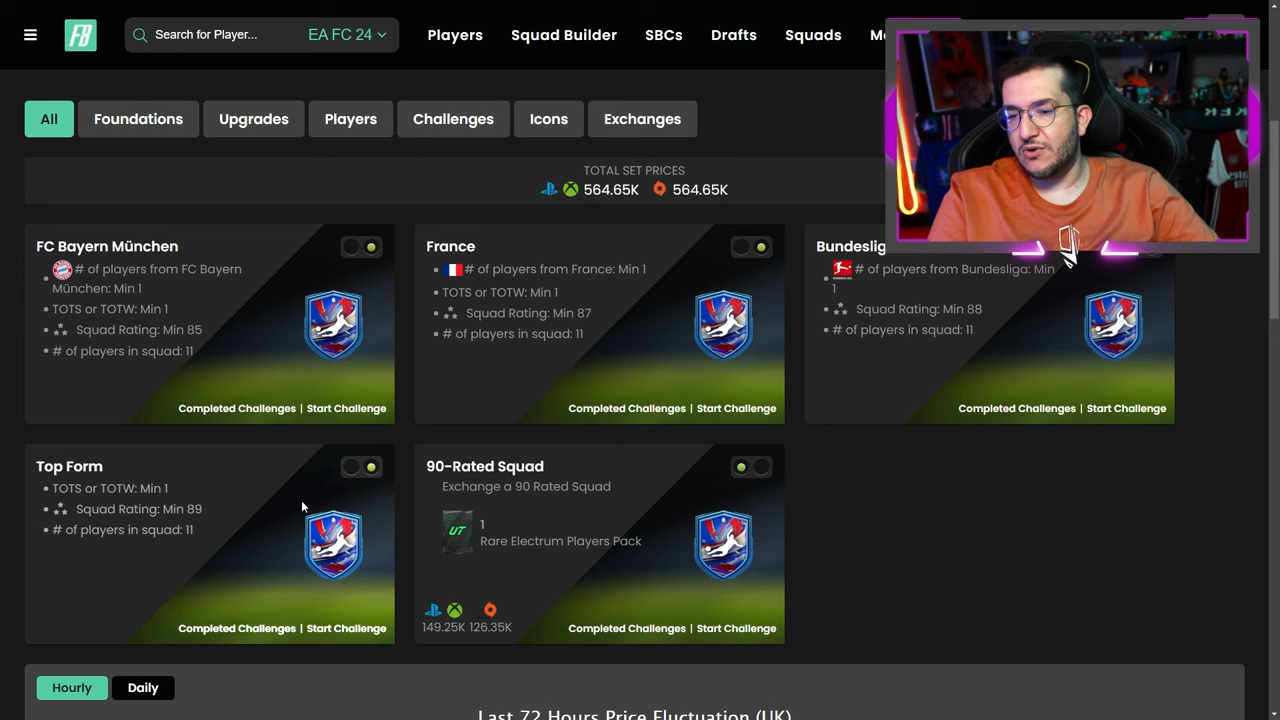 FB
Search for Player...
EA FC 24
Players
Squad Builder
SBCs
Drafts
Squads
All
Foundations
Upgrades
Players
Challenges
Icons
Exchanges
TOTAL SET PRICES
564.65K
564.65K
FC Bayern München
# of players from FC Bayern
München: Min 1
TOTS or TOTW: Min 1
Squad Rating: Min 85
# of players in squad: 11
Completed Challenges | Start Challenge
France
# of players from France: Min 1
TOTS or TOTW: Min 1
Squad Rating: Min 87
# of players in squad: 11
Completed Challenges | Start Challenge
# of players from Bundesliga: Min
1
Squad Rating: Min 88
# of players in squad: 11
Completed Challenges | Start Challenge
Top Form
TOTS or TOTW: Min 1
Squad Rating: Min 89
# of players in squad: 11
Completed Challenges | Start Challenge
90-Rated Squad
Exchange a 90 Rated Squad
UT
1
Rare Electrum Players Pack
149.25K
126.35K
Completed Challenges | Start Challenge
Hourly
Daily
Last 72 Hours Price Fluctuation (UK)